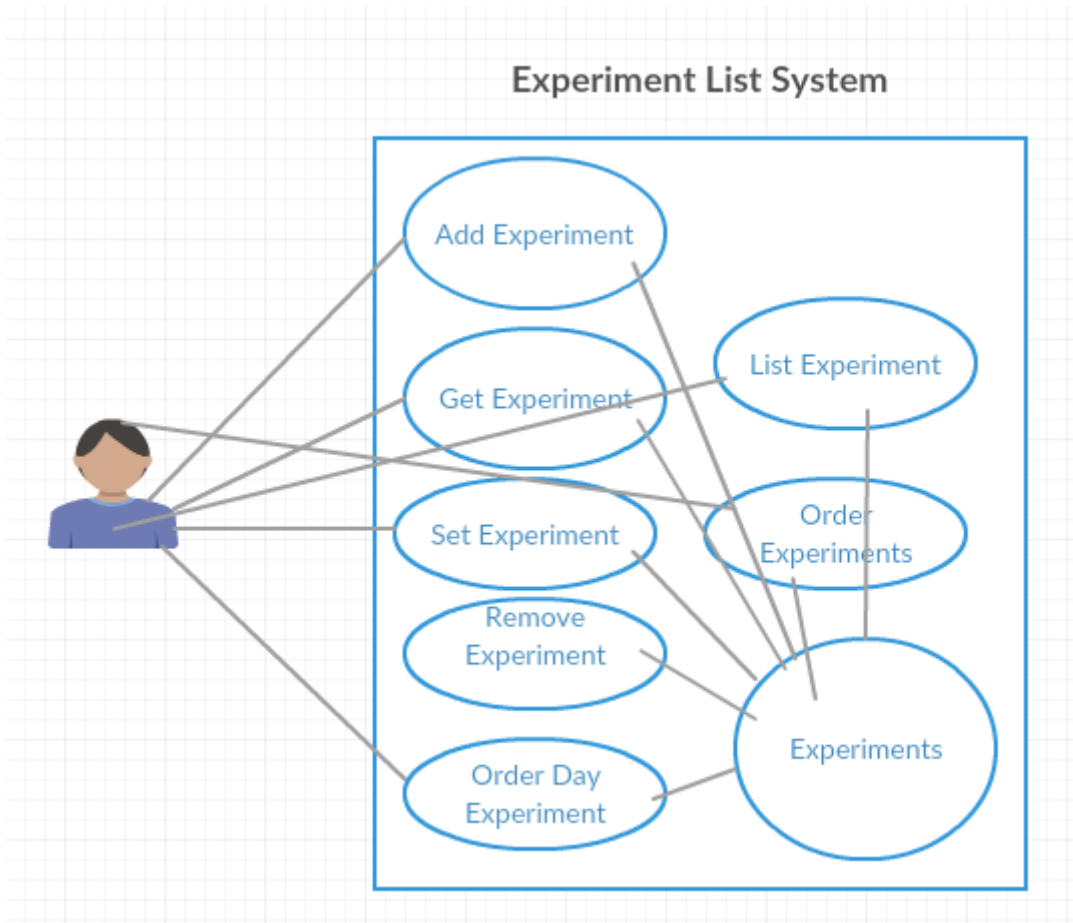 Experiment List System
Add Experiment
List Experiment
Get Experiment
Order
Experiments
Set Experiment
Remove
Experiment
Experiments
Order Day
Experiment